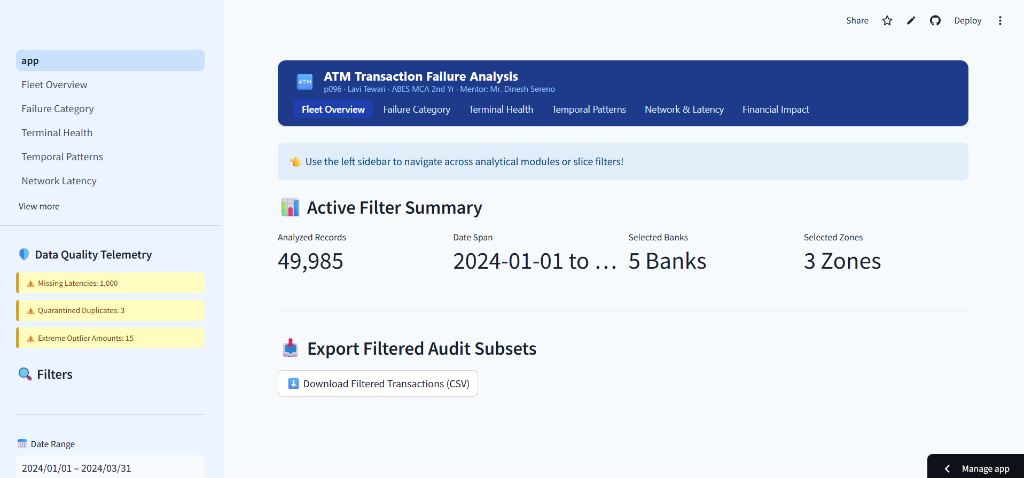 Share
Deploy
app
Fleet Overview
Failure Category
Terminal Health
Temporal Patterns
Network Latency
View more
Data Quality Telemetry
Missing Latencies: 1,000
Quarantined Duplicates: 3
Extreme Outlier Amounts: 15
Filters
Date Range
2024/01/01 – 2024/03/31
ATM
ATM Transaction Failure Analysis
p096 · Lavi Tewari · ABES MCA 2nd Yr · Mentor: Mr. Dinesh Sereno
Fleet Overview Failure Category Terminal Health Temporal Patterns Network & Latency Financial Impact
Use the left sidebar to navigate across analytical modules or slice filters!
Active Filter Summary
Analyzed Records Date Span Selected Banks Selected Zones
49,985 2024-01-01 to ... 5 Banks 3 Zones
Export Filtered Audit Subsets
Download Filtered Transactions (CSV)
Manage app